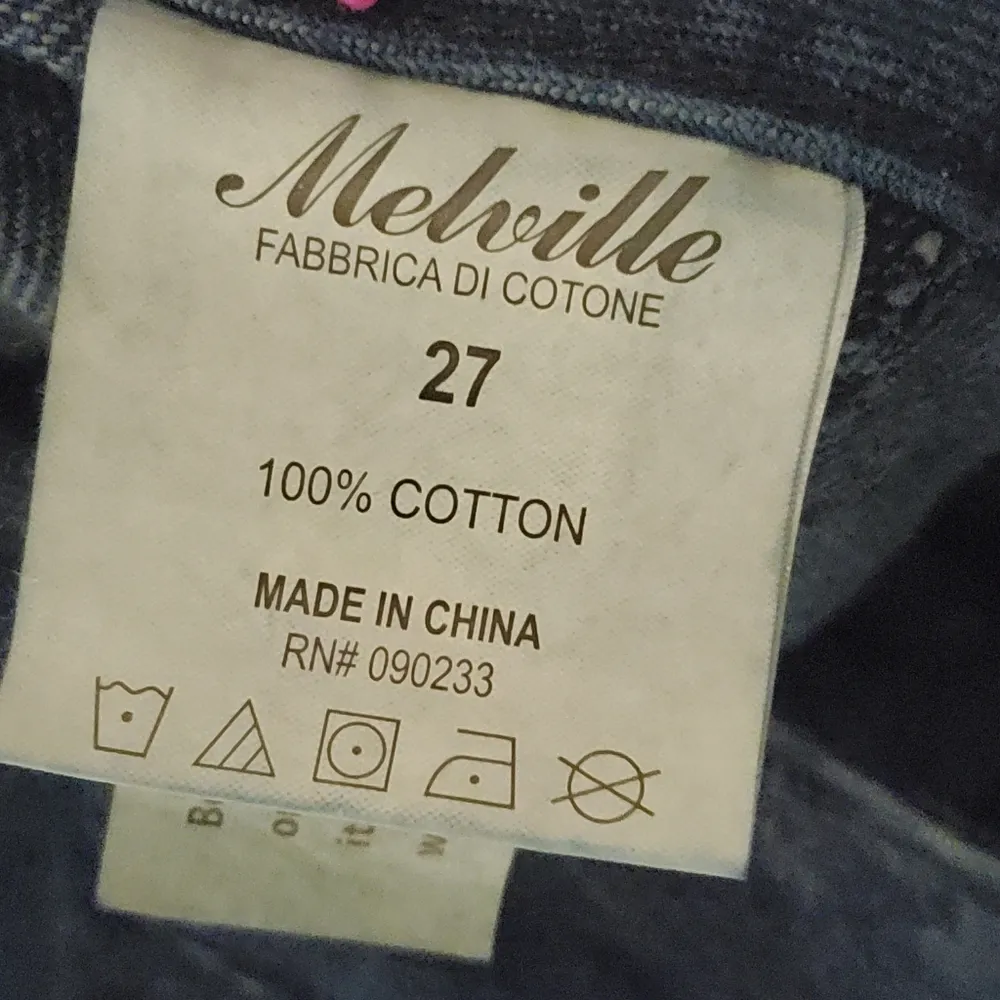 Melville
FABBRICA DI COTONE
27
100% COTTON
MADE IN CHINA
RN# 090233